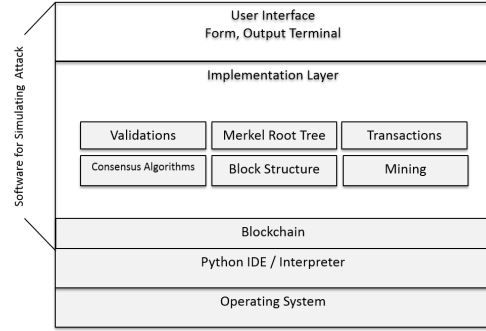 User Interface
Form, Output Terminal
Software for Simulating Attack
Implementation Layer
Validations
Merkel Root Tree
Transactions
Consensus Algorithms
Block Structure
Mining
Blockchain
Python IDE / Interpreter
Operating System